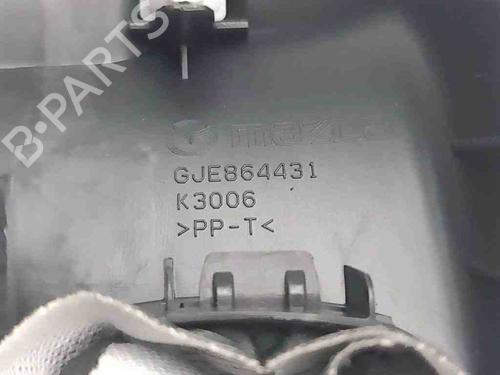 B-PARTS
mazda
GJE864431
K3006
>PP-T<